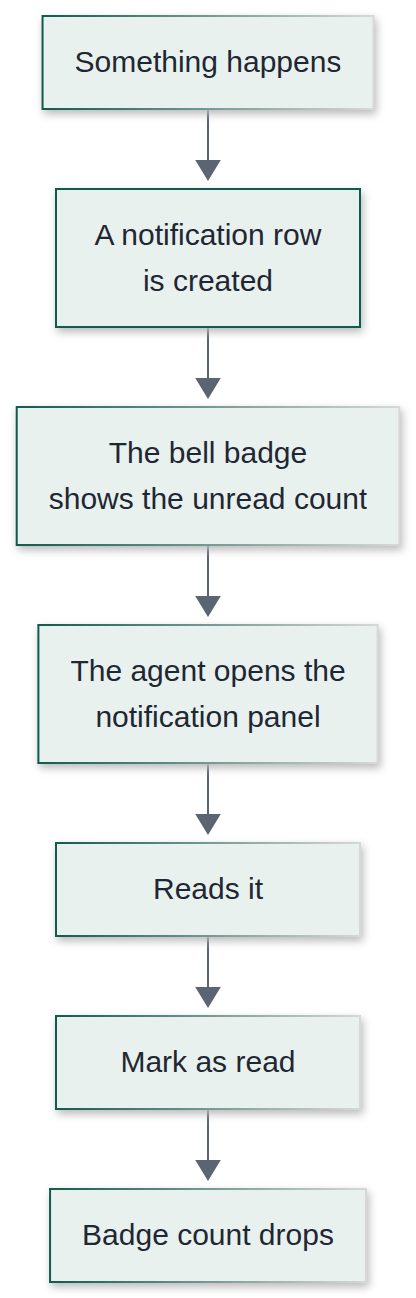 Something happens
A notification row
is created
The bell badge
shows the unread count
The agent opens the
notification panel
Reads it
Mark as read
Badge count drops